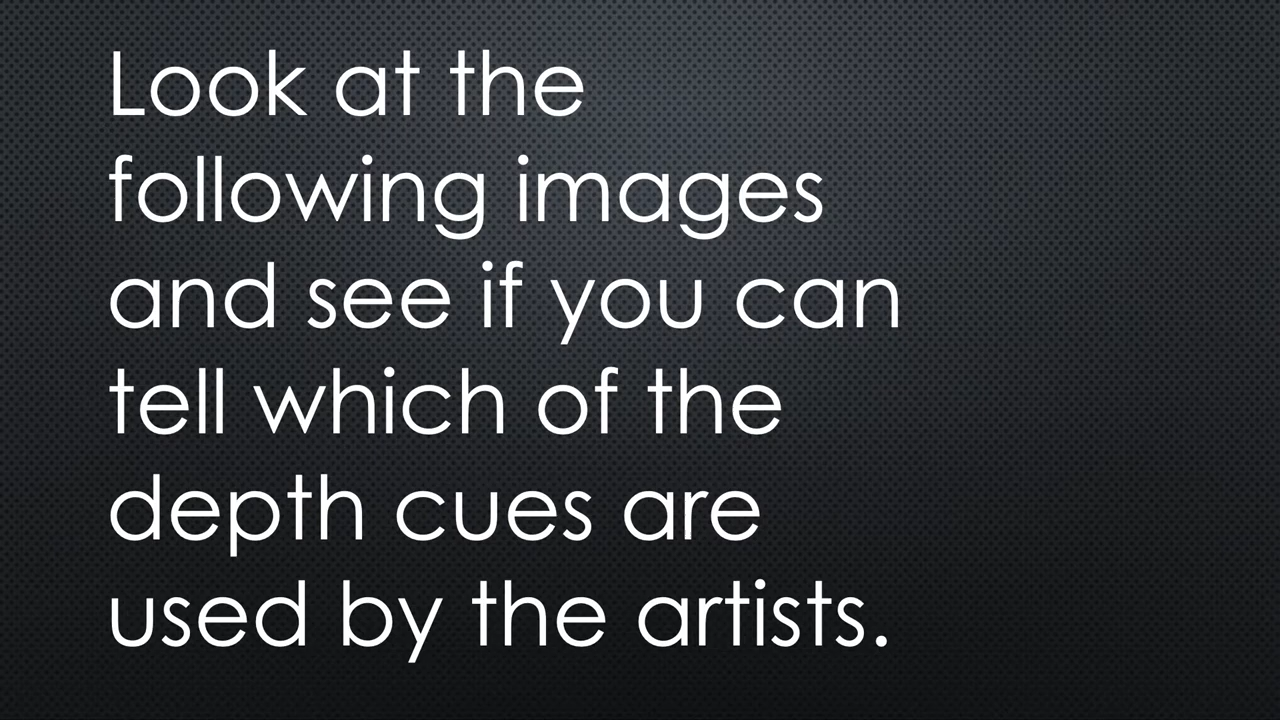 Look at the
following images
and see if you can
tell which of the
depth cues are
used by the artists.